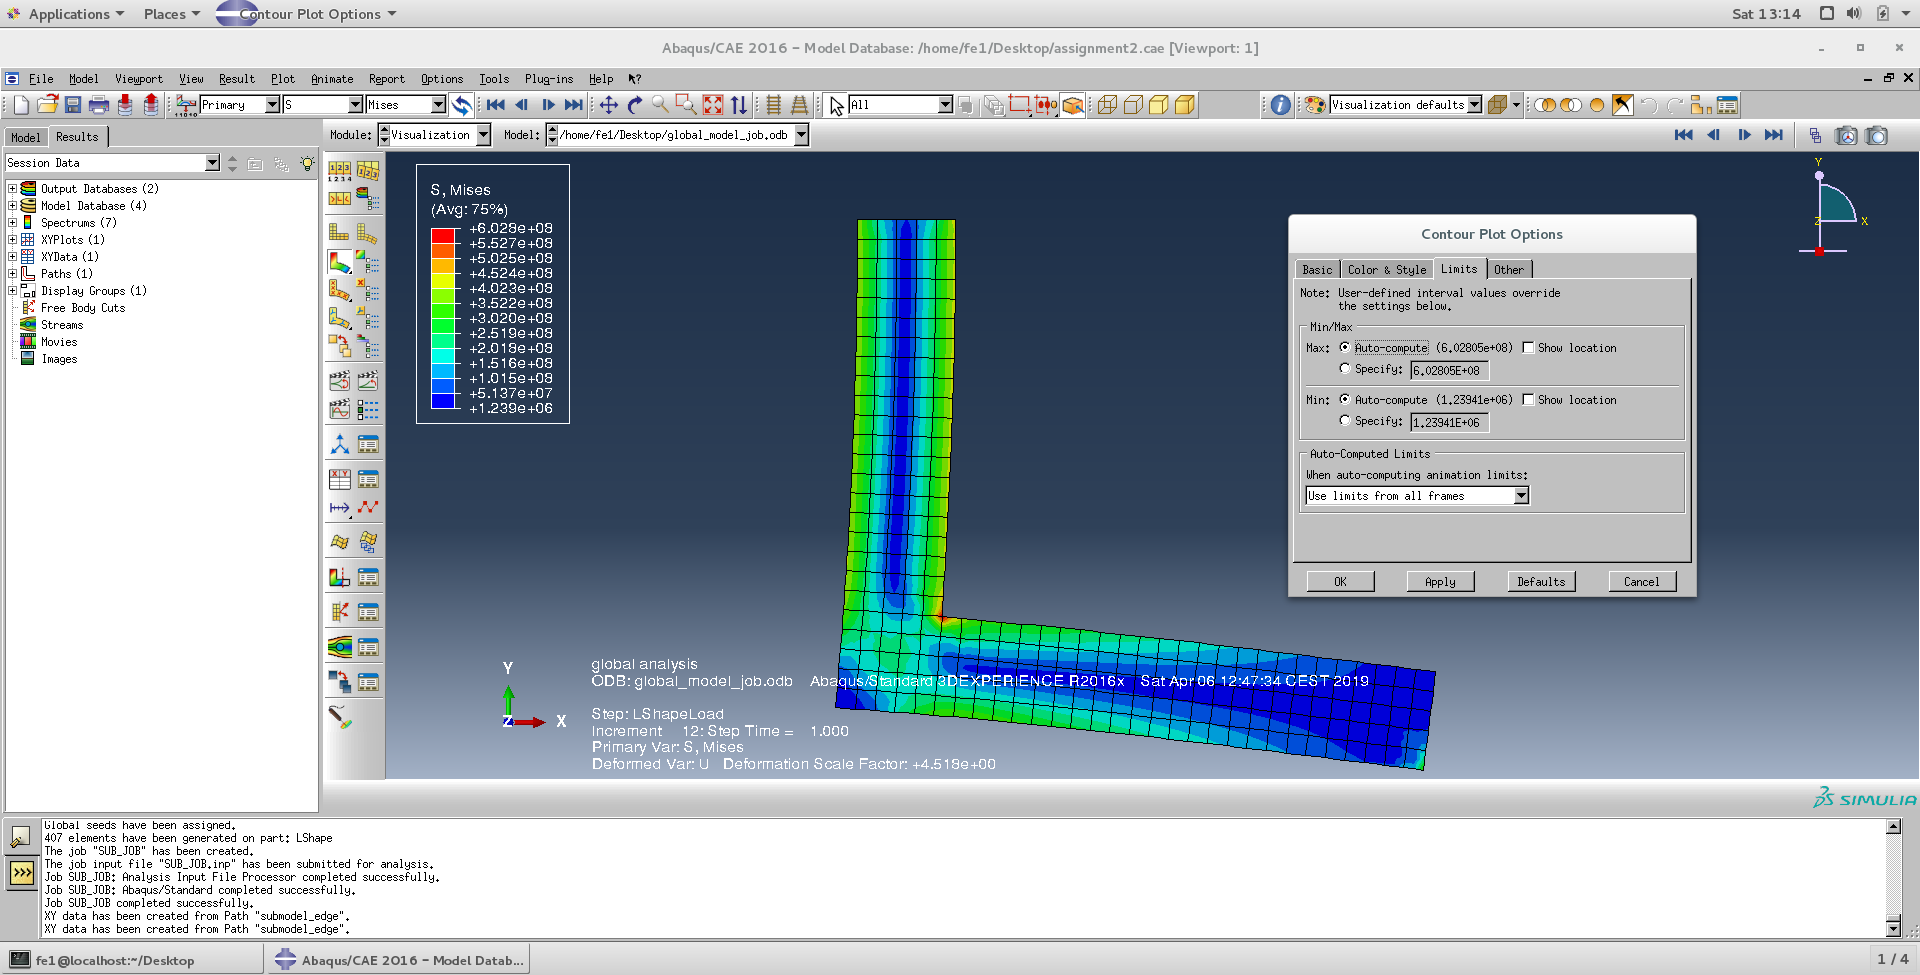 Applications Places Contour Plot Options Sat 13:14
Abaqus/CAE 2016 - Model Database: /home/fe1/Desktop/assignment2.cae [Viewport: 1]
File Model Viewport View Result Plot Animate Report Options Tools Plug-ins Help
Primary S Mises All Visualization defaults
Model Results Module: Visualization Model: /home/fe1/Desktop/global_model_job.odb
Session Data
Output Databases (2)
Model Database (4)
Spectrums (7)
XYPlots (1)
XYData (1)
Paths (1)
Display Groups (1)
Free Body Cuts
Streams
Movies
Images
S, Mises
(Avg: 75%)
+6.028e+08
+5.527e+08
+5.025e+08
+4.524e+08
+4.023e+08
+3.522e+08
+3.020e+08
+2.519e+08
+2.018e+08
+1.516e+08
+1.015e+08
+5.137e+07
+1.239e+06
Y
Z X
Contour Plot Options
Basic Color & Style Limits Other
Note: User-defined interval values override
the settings below.
Min/Max
Max: Auto-compute (6.02805e+08) Show location
Specify: 6.02805E+08
Min: Auto-compute (1.23941e+06) Show location
Specify: 1.23941E+06
Auto-Computed Limits
When auto-computing animation limits:
Use limits from all frames
OK Apply Defaults Cancel
Y
Z X
global analysis
ODB: global_model_job.odb Abaqus/Standard 3DEXPERIENCE R2016x Sat Apr 06 12:47:34 CEST 2019
Step: LShapeLoad
Increment 12: Step Time = 1.000
Primary Var: S, Mises
Deformed Var: U Deformation Scale Factor: +4.518e+00
SIMULIA
Global seeds have been assigned.
407 elements have been generated on part: LShape
The job "SUB_JOB" has been created.
The job input file "SUB_JOB.inp" has been submitted for analysis.
Job SUB_JOB: Analysis Input File Processor completed successfully.
Job SUB_JOB: Abaqus/Standard completed successfully.
Job SUB_JOB completed successfully.
XY data has been created from Path "submodel_edge".
XY data has been created from Path "submodel_edge".
fe1@localhost:~/Desktop Abaqus/CAE 2016 - Model Datab... 1 / 4